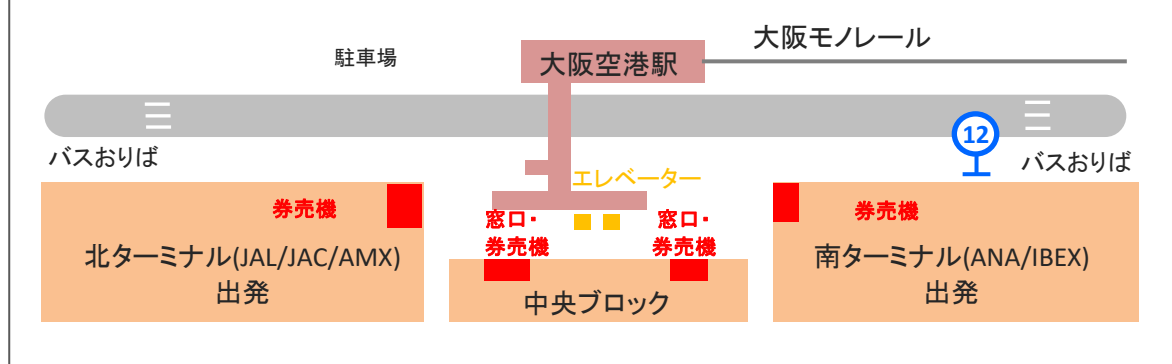 大阪モノレール
駐車場
大阪空港駅
12
バスおりば
バスおりば
エレベーター
券売機
窓口・
券売機
窓口・
券売機
券売機
北ターミナル(JAL/JAC/AMX)
出発
中央ブロック
南ターミナル(ANA/IBEX)
出発